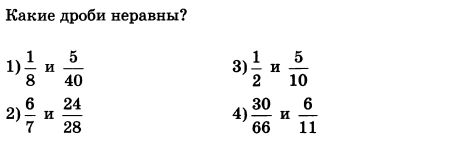 Какие дроби неравны?
1) 1/8 и 5/40
3) 1/2 и 5/10
2) 6/7 и 24/28
4) 30/66 и 6/11